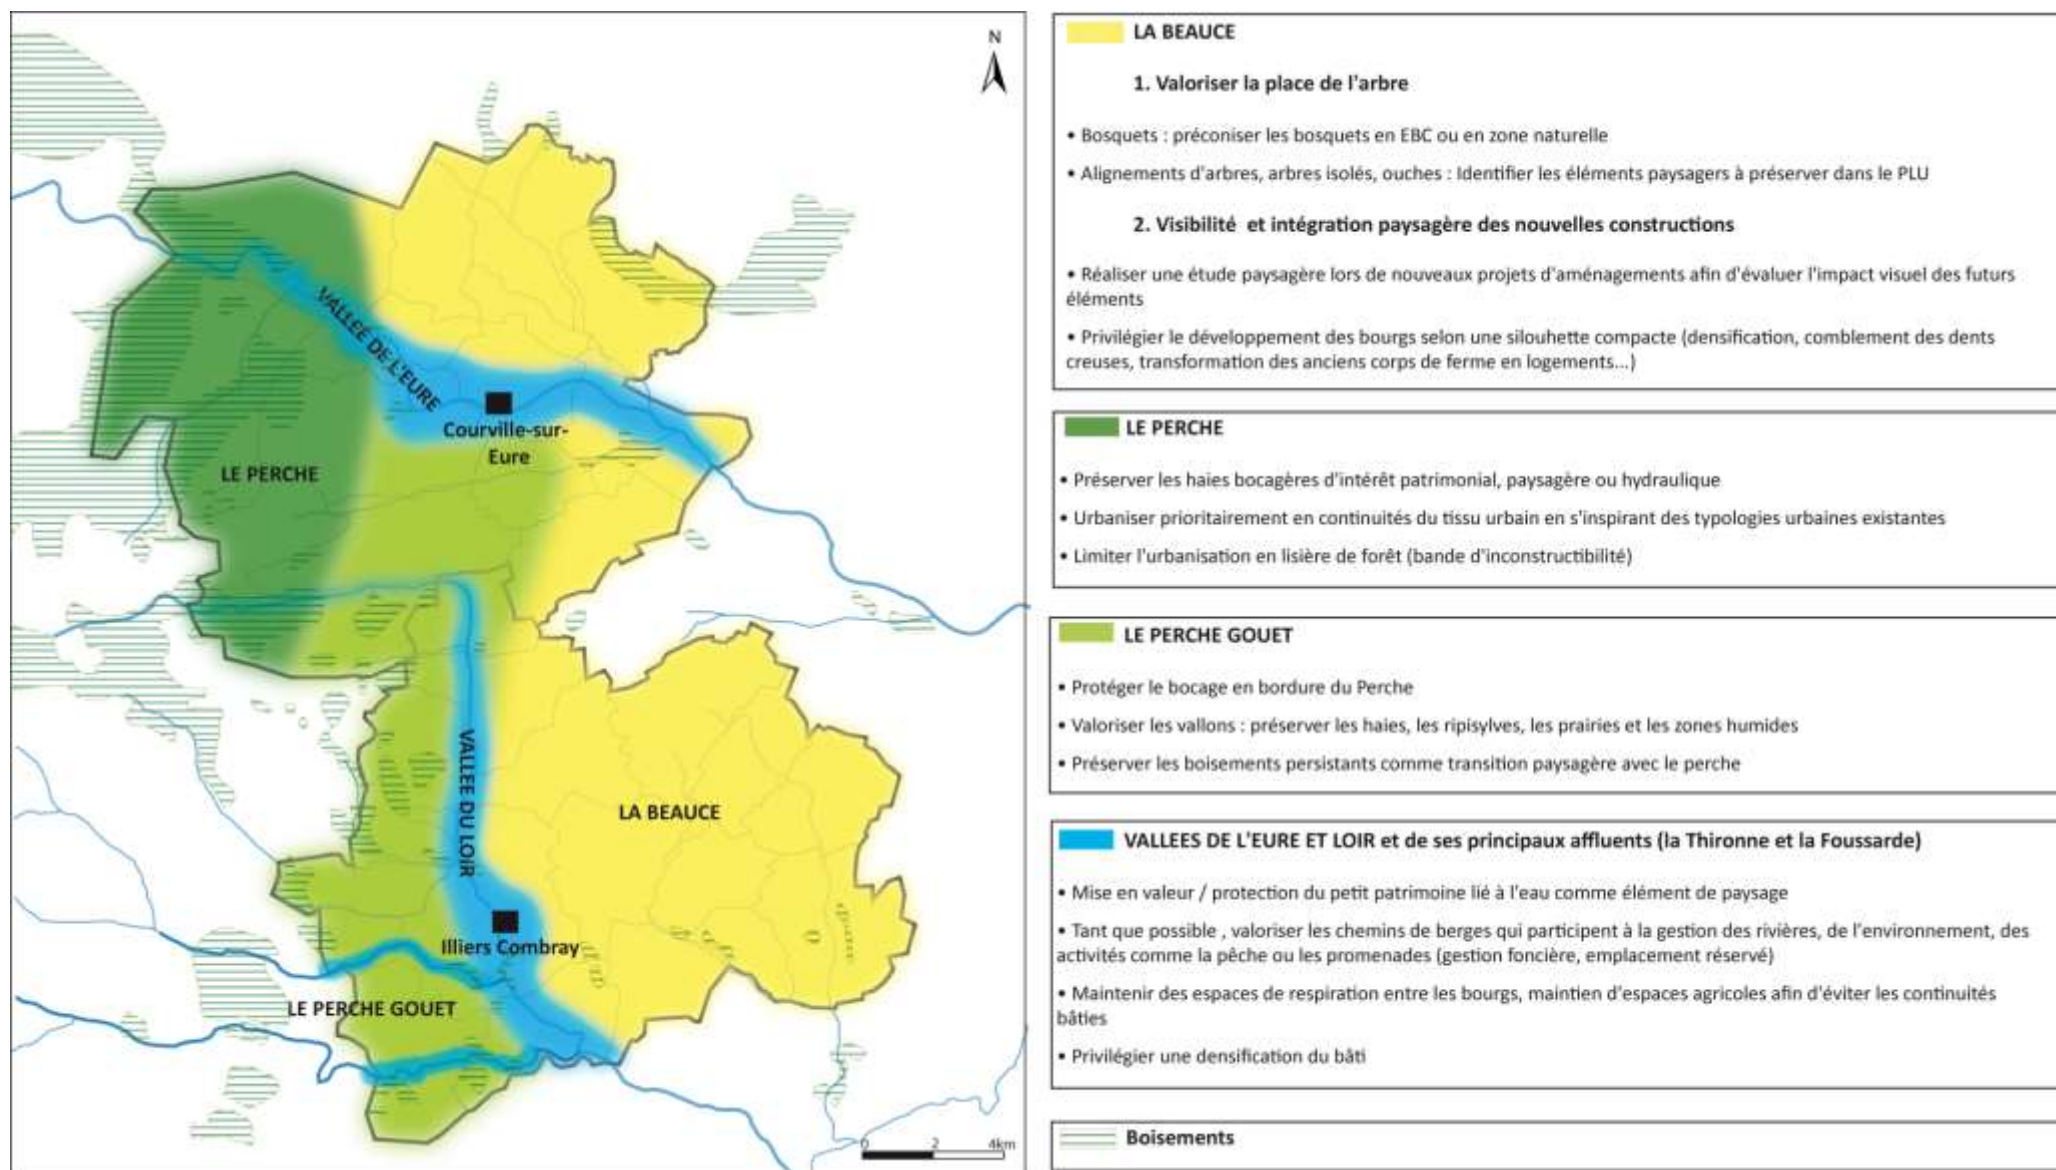 N
VALLEE DE L'EURE
Courville-sur-
Eure
LE PERCHE
VALLEE DU LOIR
LA BEAUCE
Illiers Combray
LE PERCHE GOUET
0 2 4km
LA BEAUCE
1. Valoriser la place de l'arbre
• Bosquets : préconiser les bosquets en EBC ou en zone naturelle
• Alignements d'arbres, arbres isolés, ouches : Identifier les éléments paysagers à préserver dans le PLU
2. Visibilité et intégration paysagère des nouvelles constructions
• Réaliser une étude paysagère lors de nouveaux projets d'aménagements afin d'évaluer l'impact visuel des futurs
éléments
• Privilégier le développement des bourgs selon une silouhette compacte (densification, comblement des dents
creuses, transformation des anciens corps de ferme en logements...)
LE PERCHE
• Préserver les haies bocagères d'intérêt patrimonial, paysagère ou hydraulique
• Urbaniser prioritairement en continuités du tissu urbain en s'inspirant des typologies urbaines existantes
• Limiter l'urbanisation en lisière de forêt (bande d'inconstructibilité)
LE PERCHE GOUET
• Protéger le bocage en bordure du Perche
• Valoriser les vallons : préserver les haies, les ripisylves, les prairies et les zones humides
• Préserver les boisements persistants comme transition paysagère avec le perche
VALLEES DE L'EURE ET LOIR et de ses principaux affluents (la Thironne et la Foussarde)
• Mise en valeur / protection du petit patrimoine lié à l'eau comme élément de paysage
• Tant que possible , valoriser les chemins de berges qui participent à la gestion des rivières, de l'environnement, des
activités comme la pêche ou les promenades (gestion foncière, emplacement réservé)
• Maintenir des espaces de respiration entre les bourgs, maintien d'espaces agricoles afin d'éviter les continuités
bâties
• Privilégier une densification du bâti
Boisements